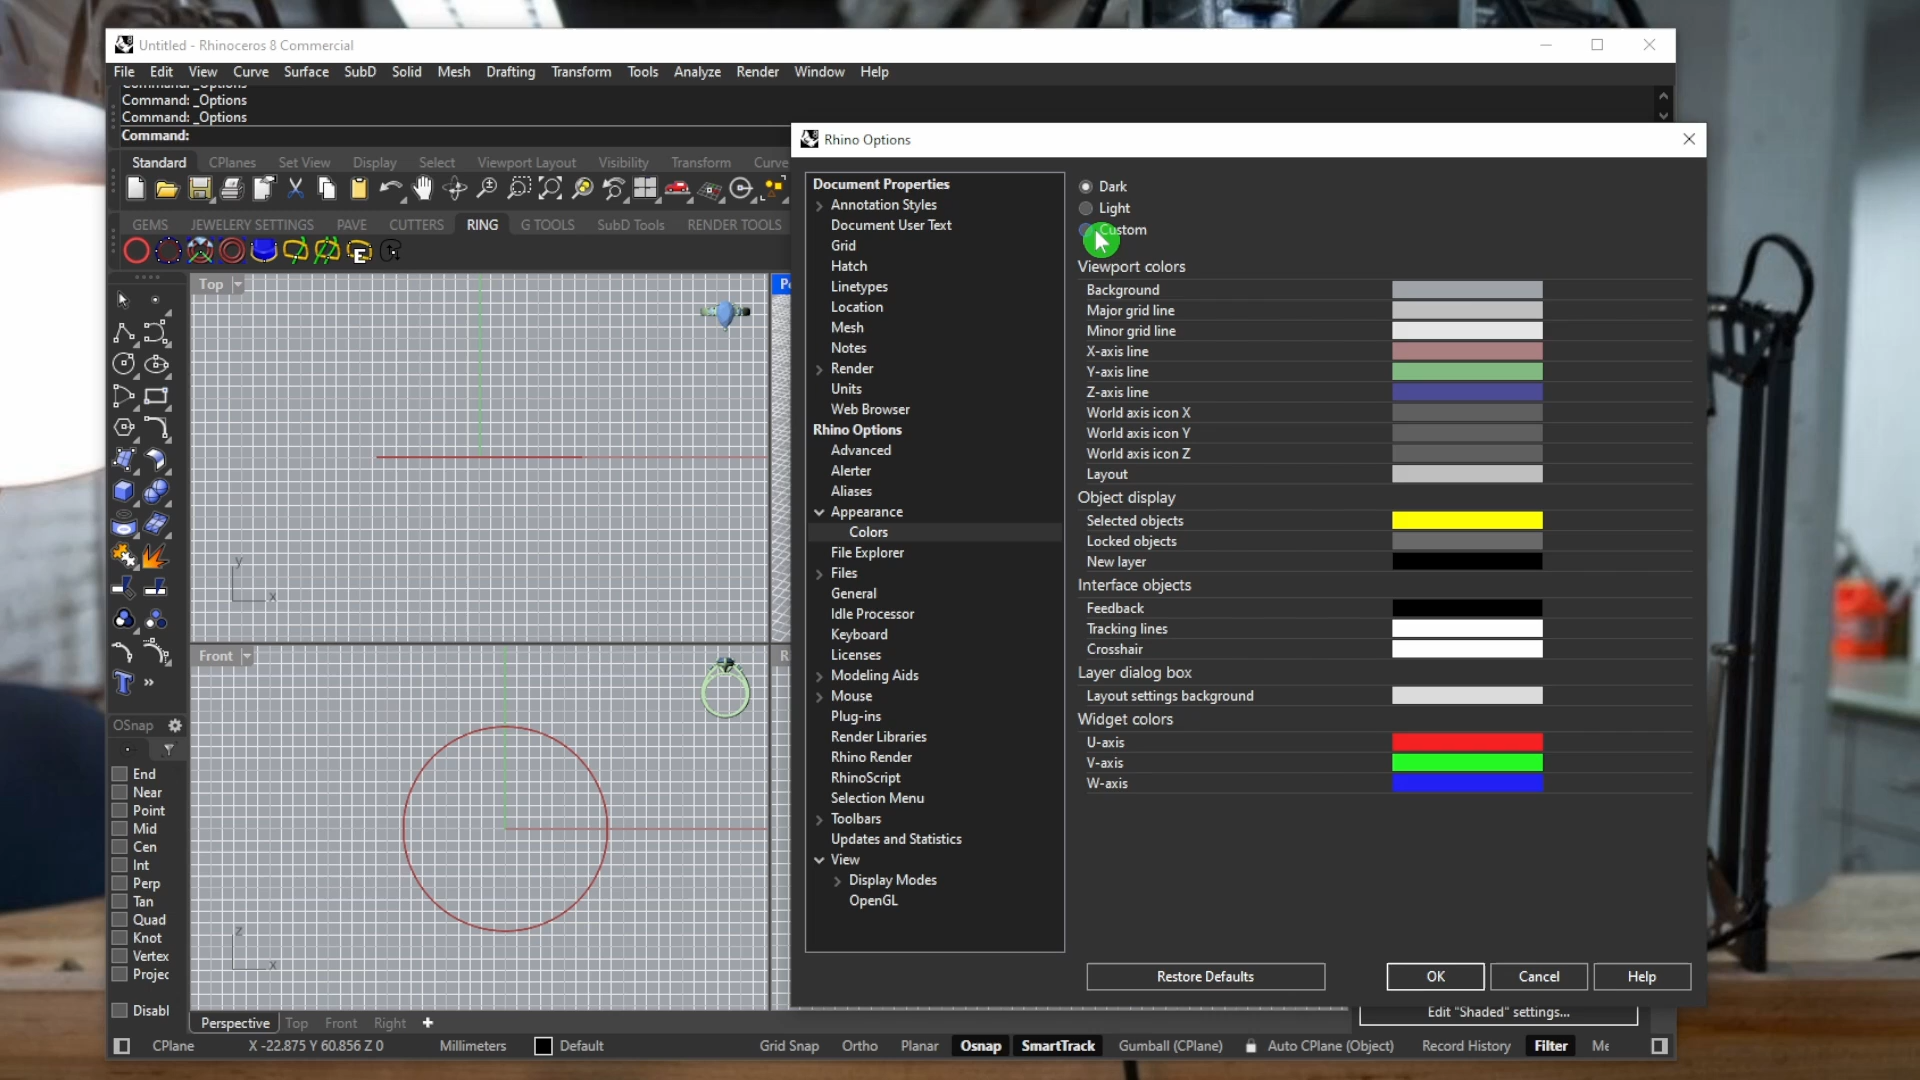 Untitled - Rhinoceros 8 Commercial
File Edit View Curve Surface SubD Solid Mesh Drafting Transform Tools Analyze Render Window Help
Command: _Options
Command: _Options
Command: _Options
Command:
Standard CPlanes Set View Display Select Viewport Layout Visibility Transform Curve
GEMS JEWELERY SETTINGS PAVE CUTTERS RING G TOOLS SubD Tools RENDER TOOLS
E
Top
y
x
Front
z
x
OSnap
End
Near
Point
Mid
Cen
Int
Perp
Tan
Quad
Knot
Vertex
Projec
Disabl
Perspective Top Front Right
CPlane X -22.875 Y 60.856 Z 0 Millimeters Default Grid Snap Ortho Planar Osnap SmartTrack Gumball (CPlane) Auto CPlane (Object) Record History Filter Me
Rhino Options
Document Properties
Annotation Styles
Document User Text
Grid
Hatch
Linetypes
Location
Mesh
Notes
Render
Units
Web Browser
Rhino Options
Advanced
Alerter
Aliases
Appearance
Colors
File Explorer
Files
General
Idle Processor
Keyboard
Licenses
Modeling Aids
Mouse
Plug-ins
Render Libraries
Rhino Render
RhinoScript
Selection Menu
Toolbars
Updates and Statistics
View
Display Modes
OpenGL
Dark
Light
Custom
Viewport colors
Background
Major grid line
Minor grid line
X-axis line
Y-axis line
Z-axis line
World axis icon X
World axis icon Y
World axis icon Z
Layout
Object display
Selected objects
Locked objects
New layer
Interface objects
Feedback
Tracking lines
Crosshair
Layer dialog box
Layout settings background
Widget colors
U-axis
V-axis
W-axis
Restore Defaults OK Cancel Help
Edit "Shaded" settings...